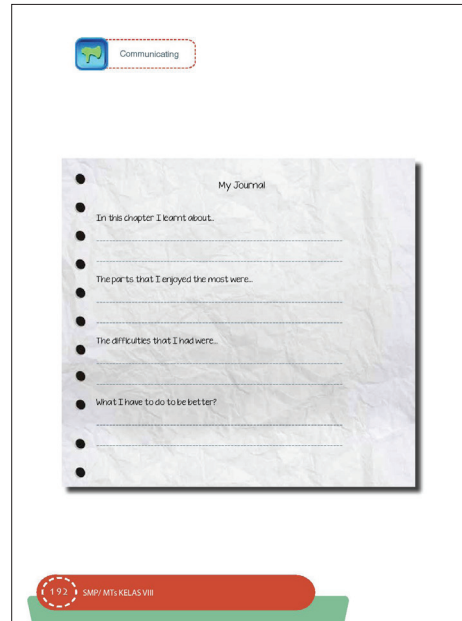 Communicating
My Journal
In this chapter I learnt about..
The parts that I enjoyed the most were...
The difficulties that I had were...
What I have to do to be better?
192 SMP/ MTs KELAS VIII